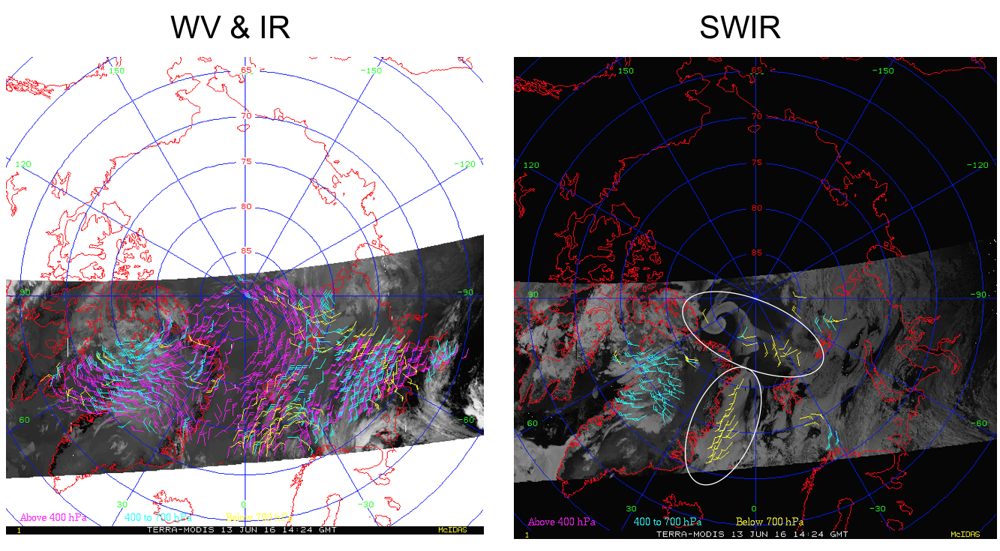 WV & IR
SWIR
150 65 -150
150 65 -150
70
70
120 75 -120
120 75 -120
80
80
85
85
90 -90
90 -90
60 -60
60 -60
30 0 -30
30 0 -30
Above 400 hPa 400 to 700 hPa Below 700 hPa
Above 400 hPa 400 to 700 hPa Below 700 hPa
1 TERRA-MODIS 13 JUN 16 14:24 GMT McIDAS
1 TERRA-MODIS 13 JUN 16 14:24 GMT McIDAS